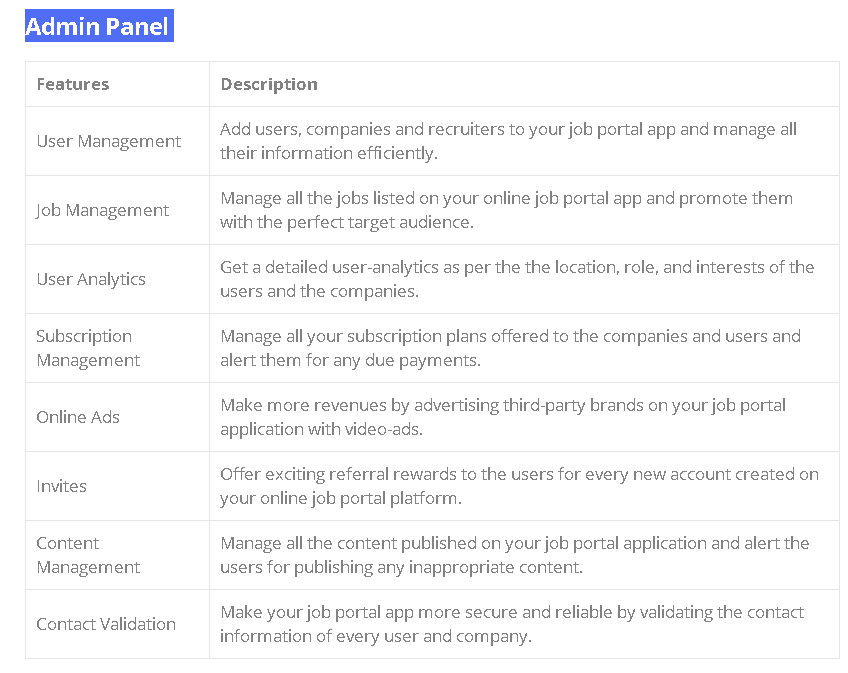 Admin Panel
Features
Description
User Management
Add users, companies and recruiters to your job portal app and manage all
their information efficiently.
Job Management
Manage all the jobs listed on your online job portal app and promote them
with the perfect target audience.
User Analytics
Get a detailed user-analytics as per the the location, role, and interests of the
users and the companies.
Subscription
Management
Manage all your subscription plans offered to the companies and users and
alert them for any due payments.
Online Ads
Make more revenues by advertising third-party brands on your job portal
application with video-ads.
Invites
Offer exciting referral rewards to the users for every new account created on
your online job portal platform.
Content
Management
Manage all the content published on your job portal application and alert the
users for publishing any inappropriate content.
Contact Validation
Make your job portal app more secure and reliable by validating the contact
information of every user and company.